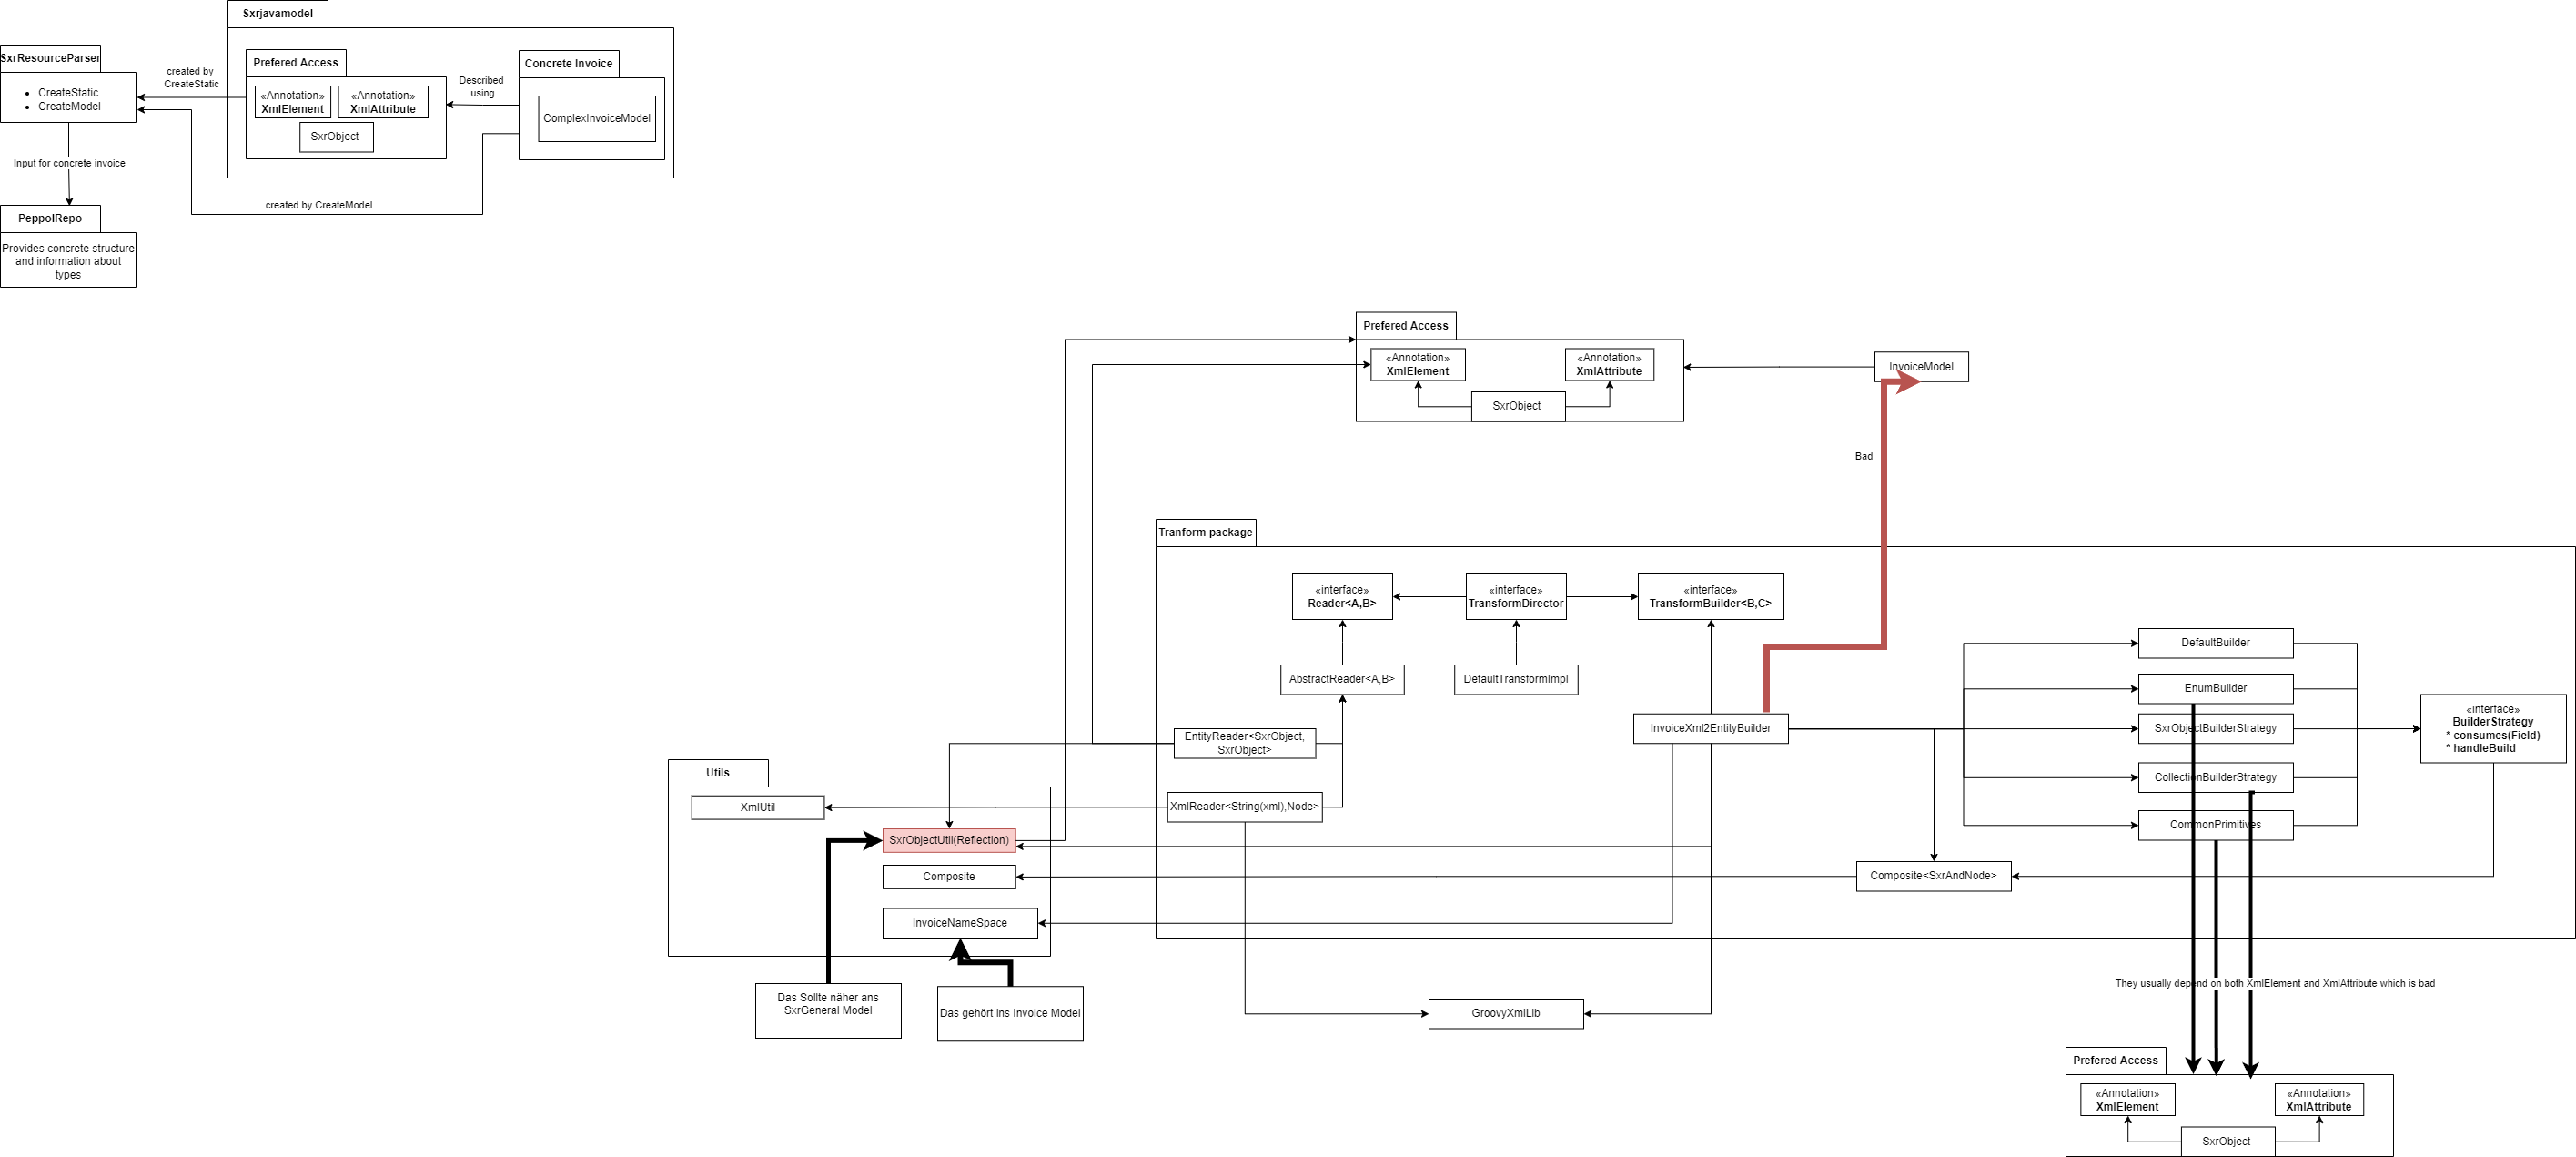 Sxrjavamodel
SxrResourceParser
CreateStatic
CreateModel
created by
CreateStatic
Prefered Access
«Annotation»
XmlElement
«Annotation»
XmlAttribute
SxrObject
Described
using
Concrete Invoice
ComplexInvoiceModel
Input for concrete invoice
created by CreateModel
PeppolRepo
Provides concrete structure
and information about
types
Prefered Access
«Annotation»
XmlElement
«Annotation»
XmlAttribute
SxrObject
InvoiceModel
Bad
Tranform package
«interface»
Reader<A,B>
«interface»
TransformDirector
«interface»
TransformBuilder<B,C>
AbstractReader<A,B>
DefaultTransformImpl
EntityReader<SxrObject,
SxrObject>
InvoiceXml2EntityBuilder
XmlReader<String(xml),Node>
DefaultBuilder
EnumBuilder
SxrObjectBuilderStrategy
CollectionBuilderStrategy
CommonPrimitives
«interface»
BuilderStrategy
* consumes(Field)
* handleBuild
Composite<SxrAndNode>
Utils
XmlUtil
SxrObjectUtil(Reflection)
Composite
InvoiceNameSpace
Das Sollte näher ans
SxrGeneral Model
Das gehört ins Invoice Model
GroovyXmlLib
They usually depend on both XmlElement and XmlAttribute which is bad
Prefered Access
«Annotation»
XmlElement
«Annotation»
XmlAttribute
SxrObject